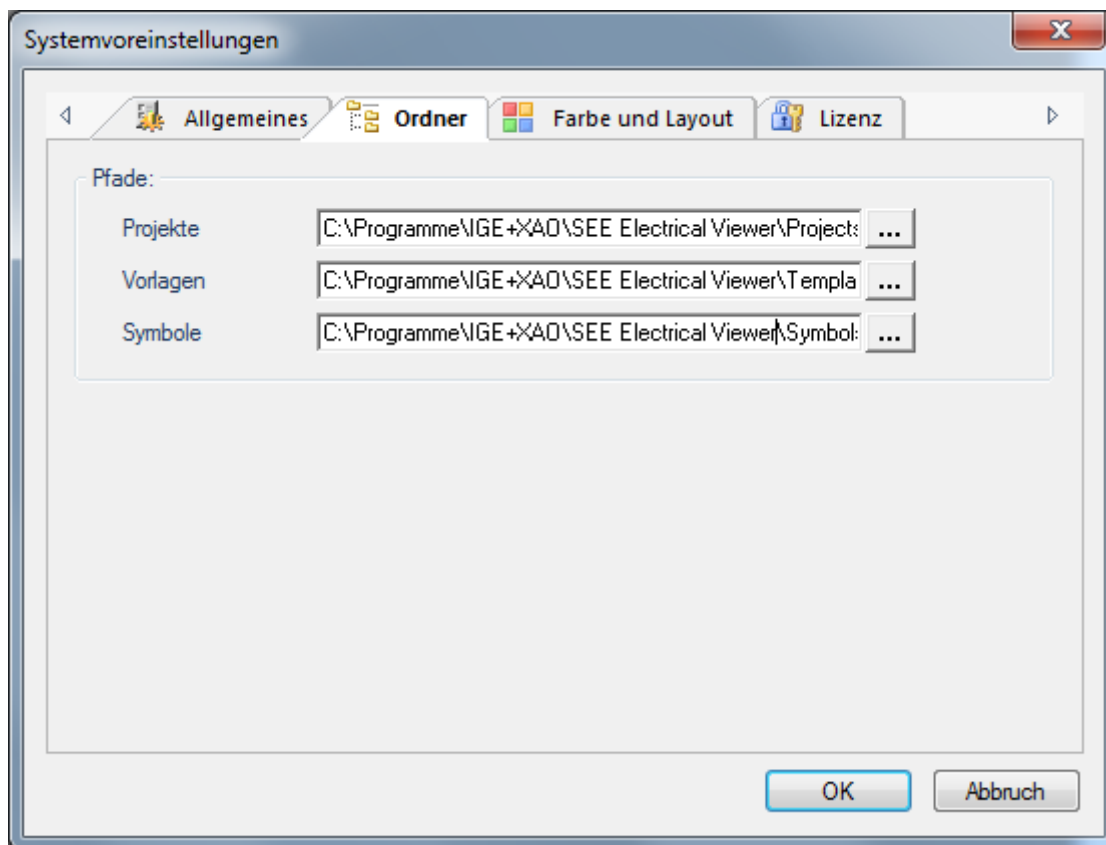 Systemvoreinstellungen
Allgemeines Ordner Farbe und Layout Lizenz
Pfade:
Projekte C:\Programme\IGE+XAO\SEE Electrical Viewer\Projects ...
Vorlagen C:\Programme\IGE+XAO\SEE Electrical Viewer\Templa ...
Symbole C:\Programme\IGE+XAO\SEE Electrical Viewer\Symbols ...
OK Abbruch